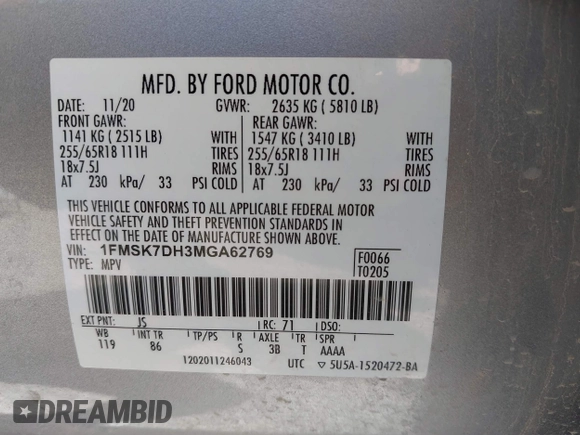 MFD. BY FORD MOTOR CO.
DATE: 11/20 GVWR: 2635 KG (5810 LB)
FRONT GAWR: REAR GAWR:
1141 KG (2515 LB) WITH 1547 KG (3410 LB) WITH
255/65R18 111H TIRES 255/65R18 111H TIRES
18x7.5J RIMS 18x7.5J RIMS
AT 230 kPa/ 33 PSI COLD AT 230 kPa/ 33 PSI COLD
THIS VEHICLE CONFORMS TO ALL APPLICABLE FEDERAL MOTOR
VEHICLE SAFETY AND THEFT PREVENTION STANDARDS IN
EFFECT ON THE DATE OF MANUFACTURE SHOWN ABOVE.
VIN: 1FMSK7DH3MGA62769 F0066
TYPE: MPV T0205
EXT PNT: JS RC: 71 DSO:
WB INT TR TP/PS R AXLE TR SPR
119 86 S 3B T AAAA
1202011246043 UTC ▽ 5U5A-1520472-BA
DREAMBID